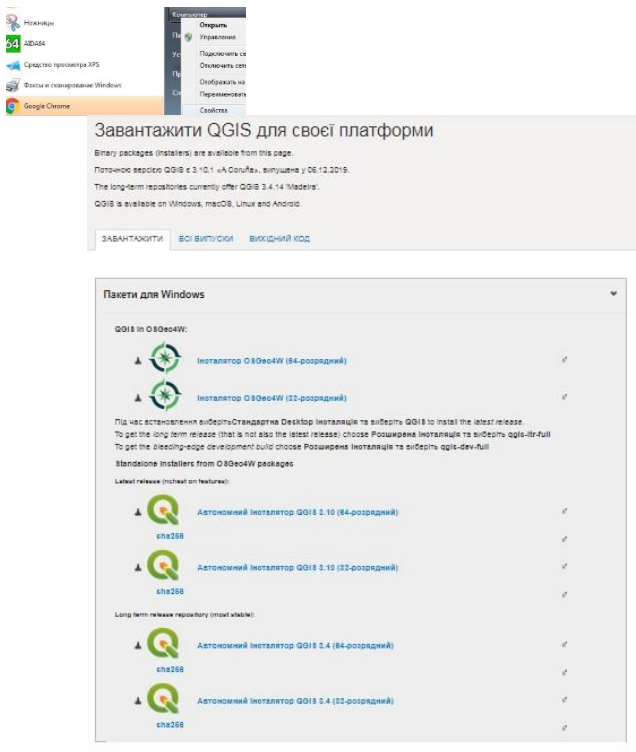 Ножницы
AIDA64
Средство просмотра XPS
Факсы и сканирование Windows
Google Chrome
Компьютер
Открыть
Управление
Подключить се
Отключить сете
Отображать на
Переименовать
Свойства
Завантажити QGIS для своєї платформи
Binary packages (installers) are available from this page.
Поточною версією QGIS є 3.10.1 «A Coruña», випущена у 06.12.2019.
The long-term repositories currently offer QGIS 3.4.14 'Madeira'.
QGIS is available on Windows, macOS, Linux and Android.
ЗАВАНТАЖИТИ ВСІ ВИПУСКИ ВИХІДНИЙ КОД
Пакети для Windows
QGIS in OSGeo4W:
Інсталятор OSGeo4W (64-розрядний)
Інсталятор OSGeo4W (32-розрядний)
Під час встановлення виберітьСтандартна Desktop Інсталяція та виберіть QGIS to install the latest release.
To get the long term release (that is not also the latest release) choose Розширена Інсталяція та виберіть qgis-ltr-full
To get the bleeding-edge development build choose Розширена Інсталяція та виберіть qgis-dev-full
Standalone installers from OSGeo4W packages
Latest release (richest on features):
Автономний Інсталятор QGIS 3.10 (64-розрядний)
sha256
Автономний Інсталятор QGIS 3.10 (32-розрядний)
sha256
Long term release repository (most stable):
Автономний Інсталятор QGIS 3.4 (64-розрядний)
sha256
Автономний Інсталятор QGIS 3.4 (32-розрядний)
sha256